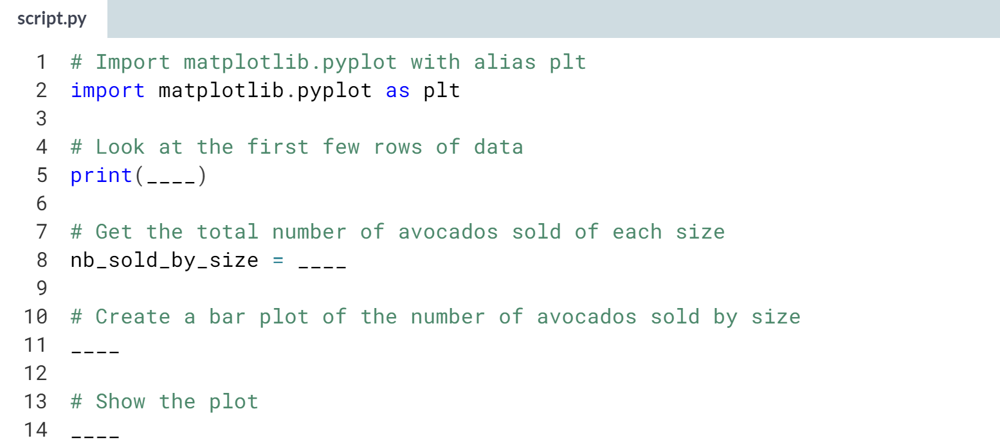 script.py
1 # Import matplotlib.pyplot with alias plt
2 import matplotlib.pyplot as plt
3
4 # Look at the first few rows of data
5 print(____)
6
7 # Get the total number of avocados sold of each size
8 nb_sold_by_size = ____
9
10 # Create a bar plot of the number of avocados sold by size
11 ____
12
13 # Show the plot
14 ____